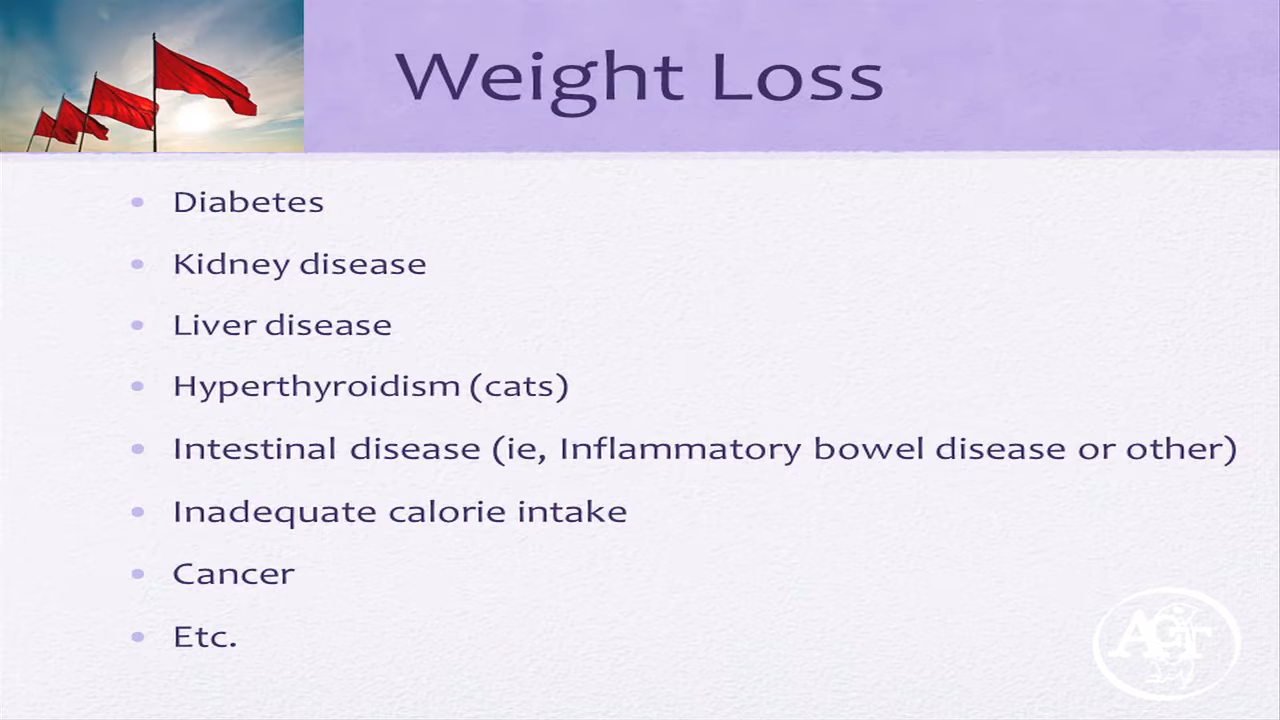 Weight Loss
• Diabetes
• Kidney disease
• Liver disease
• Hyperthyroidism (cats)
• Intestinal disease (ie, Inflammatory bowel disease or other)
• Inadequate calorie intake
• Cancer
• Etc.
AGT